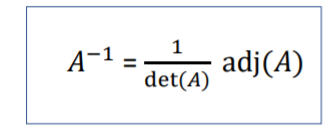 A⁻¹ = 1/det(A) adj(A)